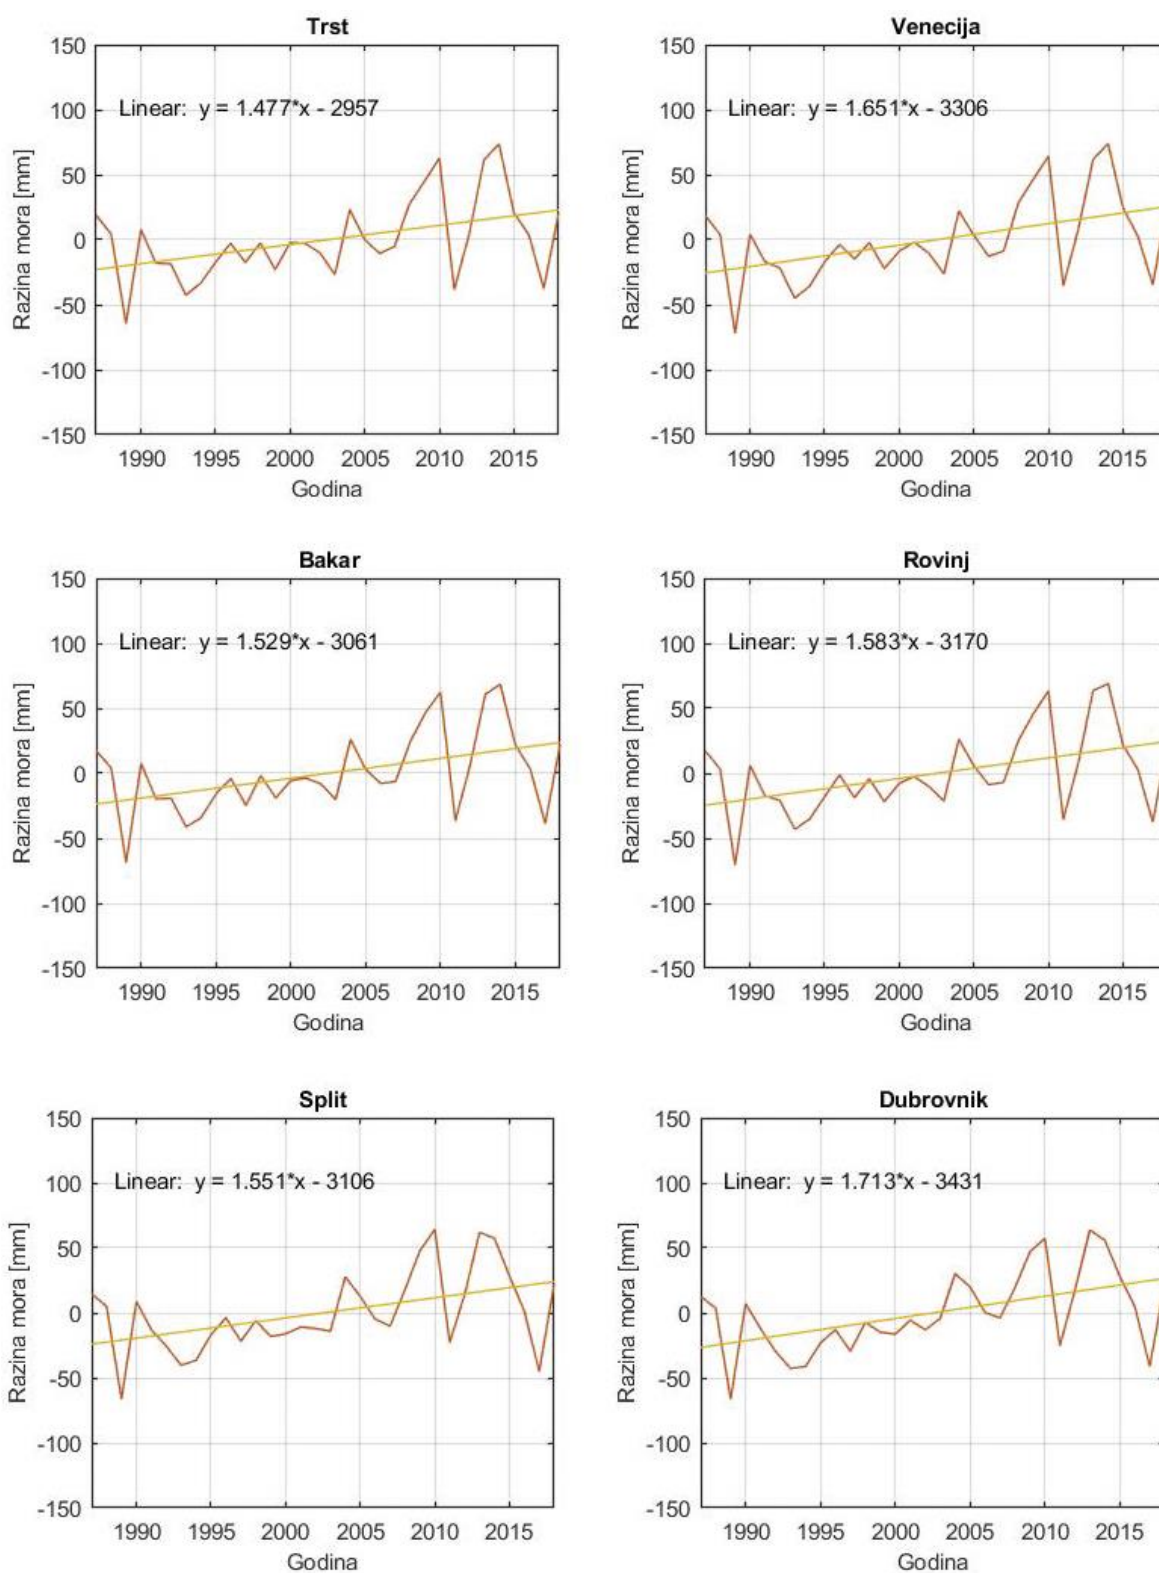 Trst
150
100
50
0
-50
-100
-150
Razina mora [mm]
Linear: y = 1.477*x - 2957
1990 1995 2000 2005 2010 2015
Godina
Venecija
150
100
50
0
-50
-100
-150
Razina mora [mm]
Linear: y = 1.651*x - 3306
1990 1995 2000 2005 2010 2015
Godina
Bakar
150
100
50
0
-50
-100
-150
Razina mora [mm]
Linear: y = 1.529*x - 3061
1990 1995 2000 2005 2010 2015
Godina
Rovinj
150
100
50
0
-50
-100
-150
Razina mora [mm]
Linear: y = 1.583*x - 3170
1990 1995 2000 2005 2010 2015
Godina
Split
150
100
50
0
-50
-100
-150
Razina mora [mm]
Linear: y = 1.551*x - 3106
1990 1995 2000 2005 2010 2015
Godina
Dubrovnik
150
100
50
0
-50
-100
-150
Razina mora [mm]
Linear: y = 1.713*x - 3431
1990 1995 2000 2005 2010 2015
Godina